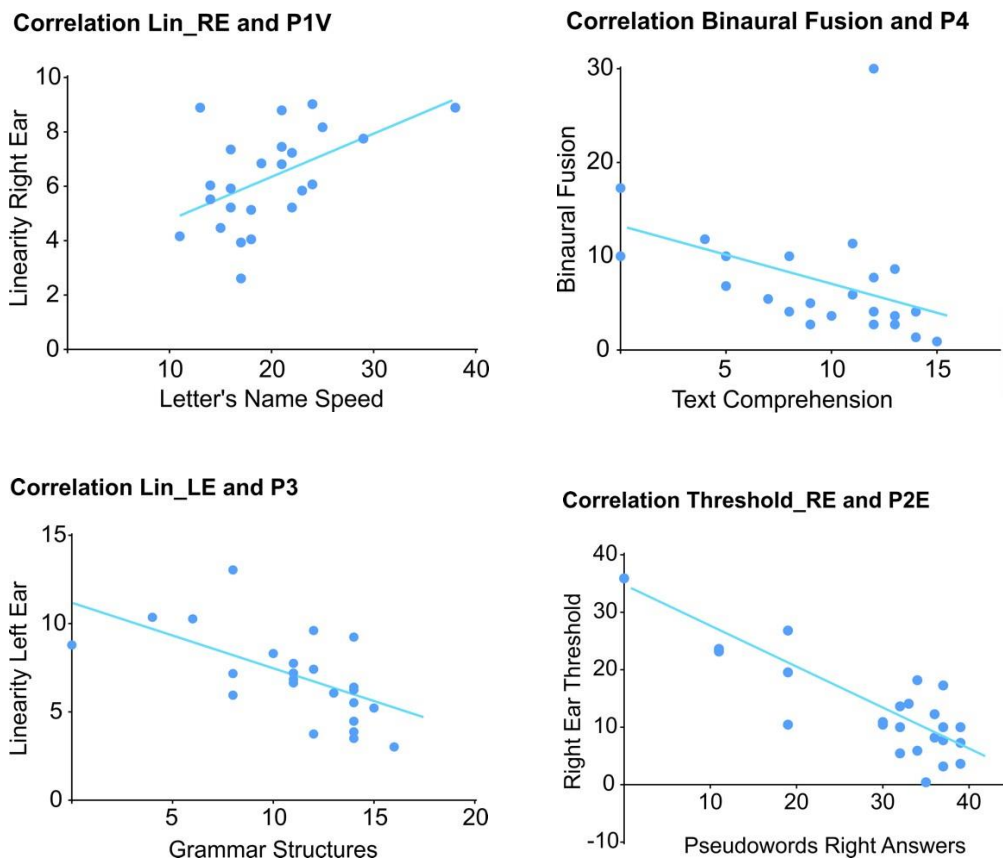 Correlation Lin_RE and P1V
10
8
6
4
2
0
10
20
30
40
Linearity Right Ear
Letter's Name Speed
Correlation Binaural Fusion and P4
30
20
10
0
5
10
15
Binaural Fusion
Text Comprehension
Correlation Lin_LE and P3
15
10
5
0
5
10
15
20
Linearity Left Ear
Grammar Structures
Correlation Threshold_RE and P2E
40
30
20
10
0
-10
10
20
30
40
Right Ear Threshold
Pseudowords Right Answers